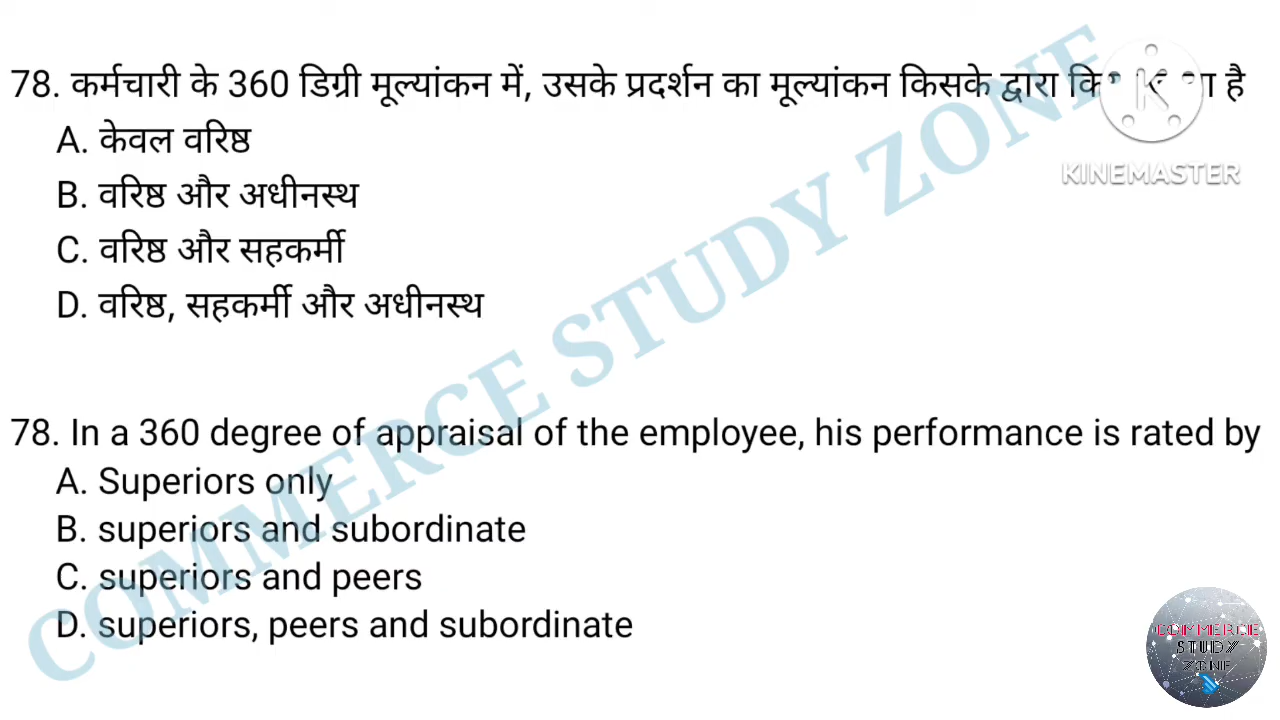 78. कर्मचारी के 360 डिग्री मूल्यांकन में, उसके प्रदर्शन का मूल्यांकन किसके द्वारा है
K
KINEMASTER
A. केवल वरिष्ठ
B. वरिष्ठ और अधीनस्थ
C. वरिष्ठ और सहकर्मी
D. वरिष्ठ, सहकर्मी और अधीनस्थ
COMMERCE STUDY ZONE
78. In a 360 degree of appraisal of the employee, his performance is rated by
A. Superiors only
B. superiors and subordinate
C. superiors and peers
D. superiors, peers and subordinate
COMMERCE
STUDY
ZONE